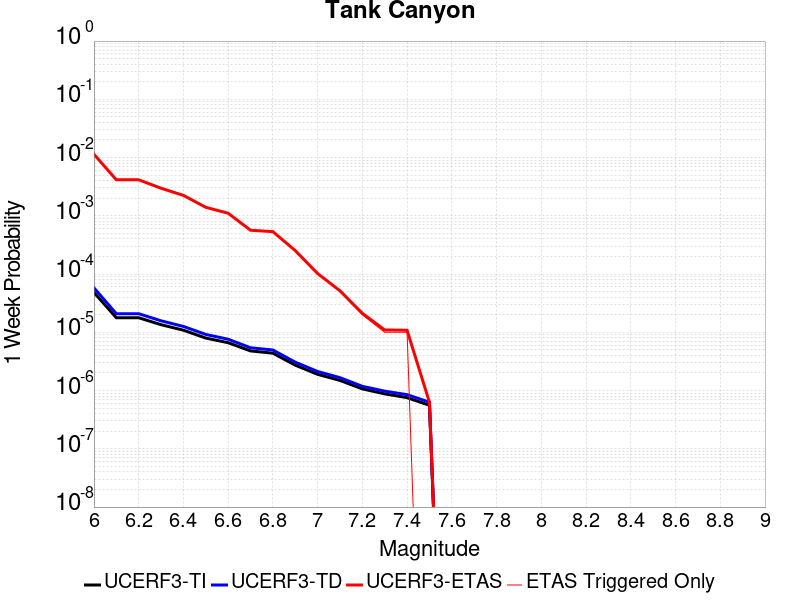 Tank Canyon
10^0
10^-1
10^-2
10^-3
10^-4
10^-5
10^-6
10^-7
10^-8
1 Week Probability
6 6.2 6.4 6.6 6.8 7 7.2 7.4 7.6 7.8 8 8.2 8.4 8.6 8.8 9
Magnitude
UCERF3-TI UCERF3-TD UCERF3-ETAS ETAS Triggered Only